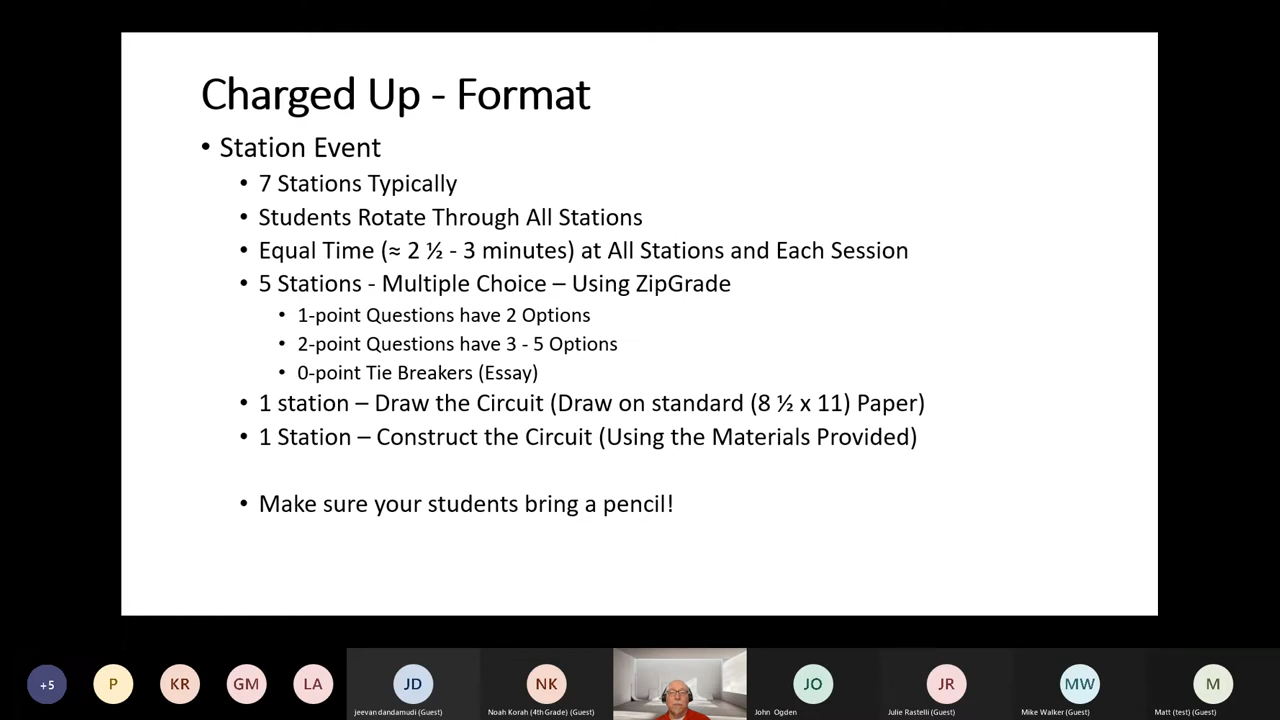 Charged Up - Format
• Station Event
• 7 Stations Typically
• Students Rotate Through All Stations
• Equal Time (≈ 2 ½ - 3 minutes) at All Stations and Each Session
• 5 Stations - Multiple Choice – Using ZipGrade
• 1-point Questions have 2 Options
• 2-point Questions have 3 - 5 Options
• 0-point Tie Breakers (Essay)
• 1 station – Draw the Circuit (Draw on standard (8 ½ x 11) Paper)
• 1 Station – Construct the Circuit (Using the Materials Provided)
• Make sure your students bring a pencil!
+5 P KR GM LA JD NK JO JR MW M
jeevan dandamudi (Guest) Noah Korah (4th Grade) (Guest) John Ogden Julie Rastelli (Guest) Mike Walker (Guest) Matt (test) (Guest)